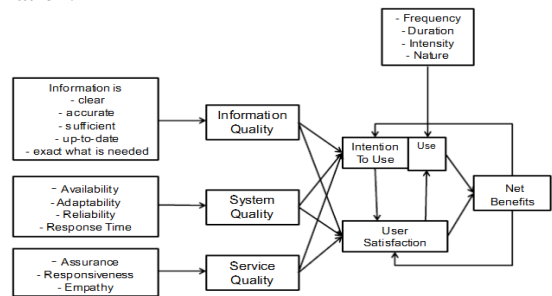 - Frequency
- Duration
- Intensity
- Nature
Information is
- clear
- accurate
- sufficient
- up-to-date
- exact what is needed
Information
Quality
Intention
To Use
Use
- Availability
- Adaptability
- Reliability
- Response Time
System
Quality
Net
Benefits
User
Satisfaction
- Assurance
- Responsiveness
- Empathy
Service
Quality